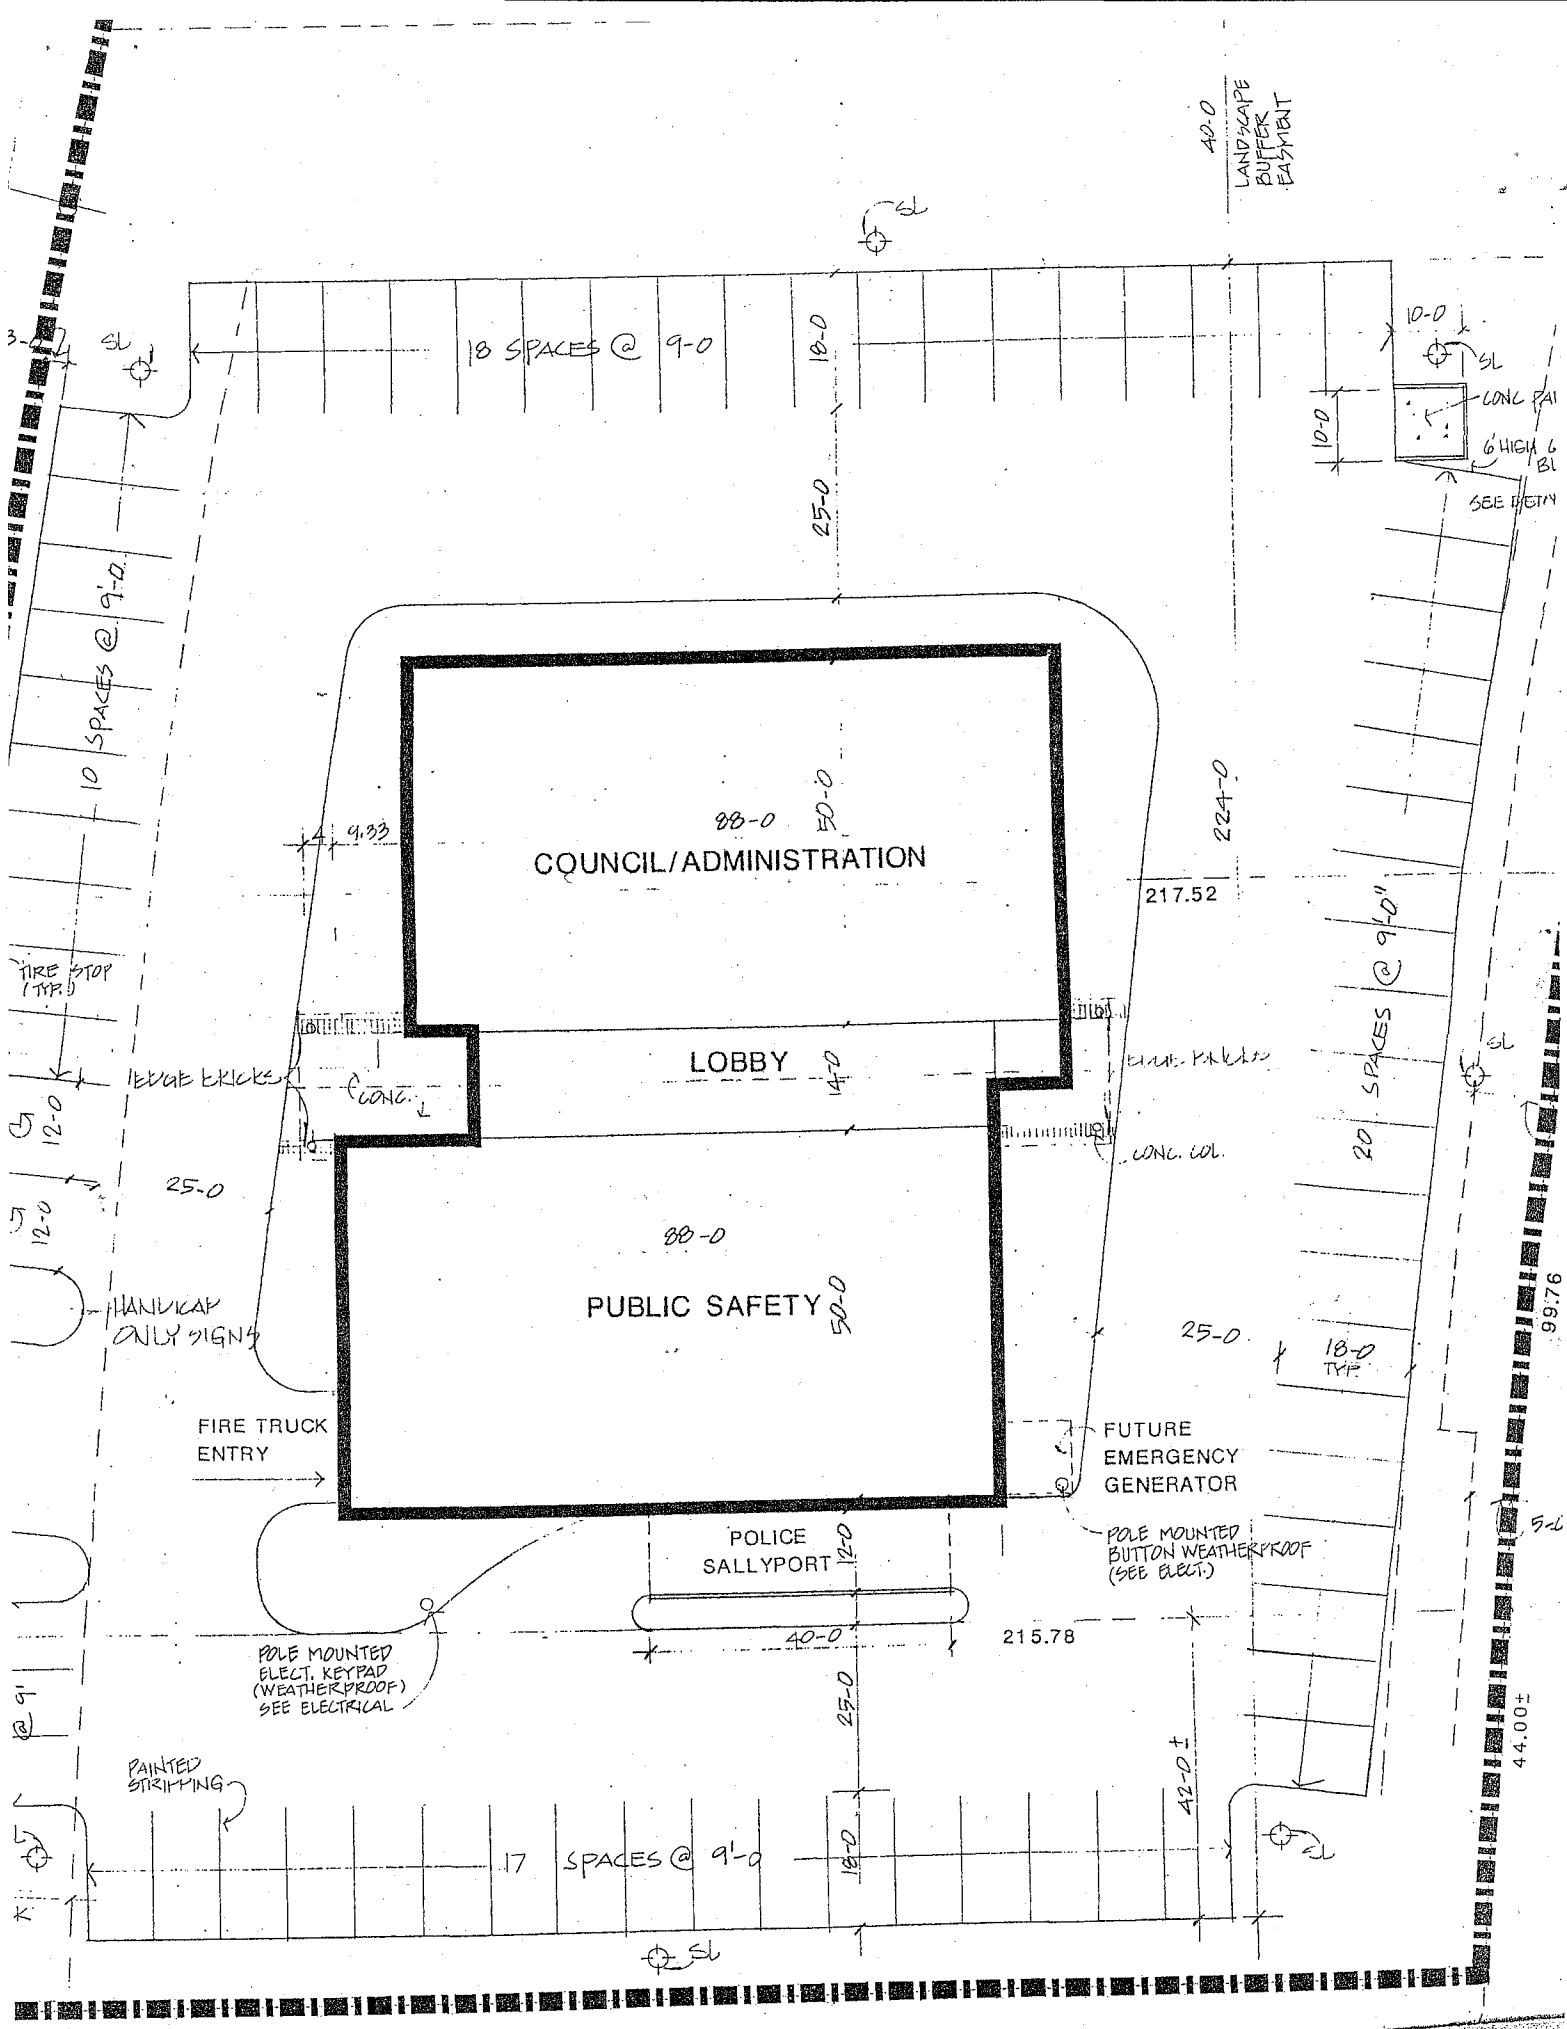 40-0
LANDSCAPE
BUFFER
EASMENT
SL
SL
18 SPACES @ 9-0
18-0
10-0
SL
CONC
10-0
6' HIGH
SEE
25-0
10 SPACES @ 9'-0
88-0
50-0
COUNCIL/ADMINISTRATION
4
9.33
224-0
217.52
20 SPACES @ 9'-0"
TIRE STOP
(TYP.)
LOBBY
14-0
CONC.
CONC. COL.
SL
12-0
25-0
12-0
88-0
PUBLIC SAFETY
50-0
HANDICAP
ONLY SIGNS
25-0
18-0
TYP.
99.76
FIRE TRUCK
ENTRY
FUTURE
EMERGENCY
GENERATOR
POLICE
SALLYPORT
12-0
POLE MOUNTED
BUTTON WEATHERPROOF
(SEE ELECT.)
40-0
215.78
POLE MOUNTED
ELECT. KEYPAD
(WEATHERPROOF)
SEE ELECTRICAL
25-0
@ 9'
44.00±
42-0±
PAINTED
STRIPPING
17 SPACES @ 9'-0
18-0
SL
SL